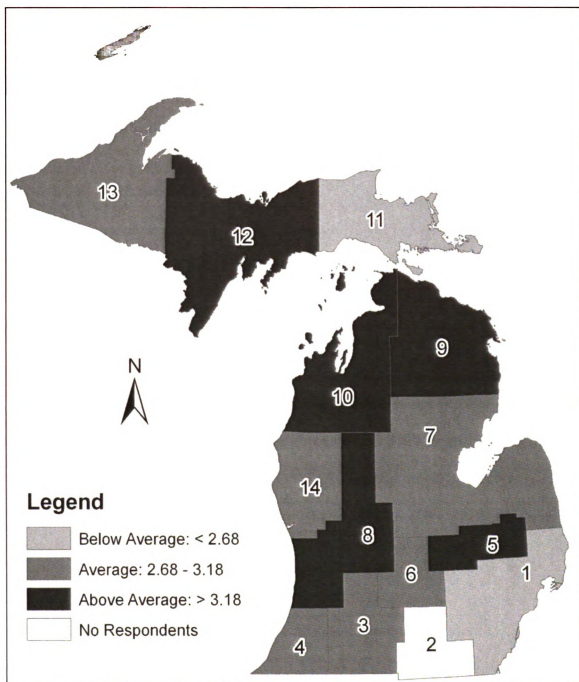 13
12
11
9
N
10
7
14
Legend
Below Average: < 2.68
8
5
Average: 2.68 - 3.18
1
6
Above Average: > 3.18
3
No Respondents
4
2